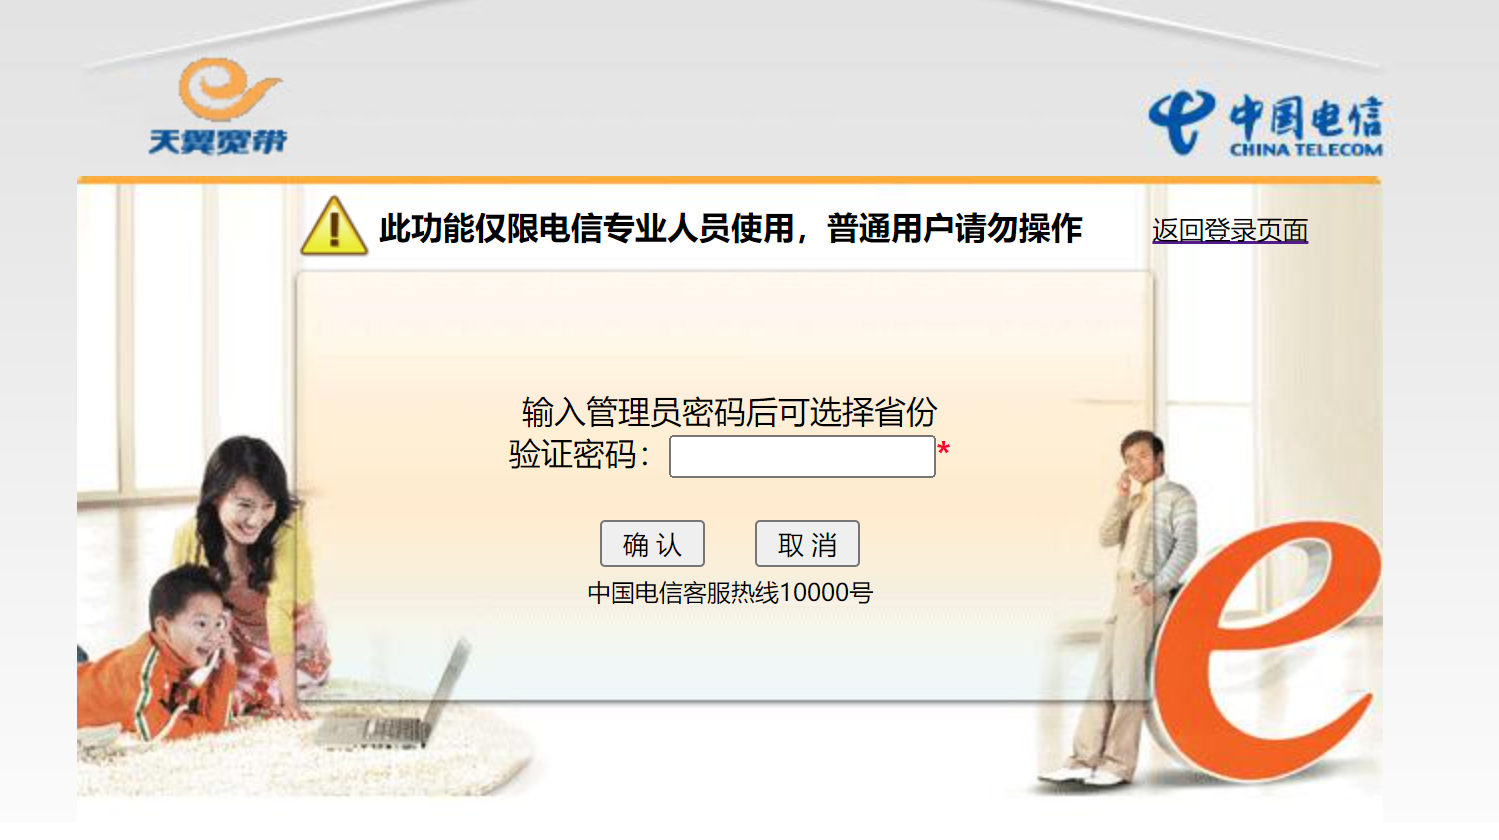 天翼宽带
中国电信
CHINA TELECOM
此功能仅限电信专业人员使用，普通用户请勿操作
返回登录页面
输入管理员密码后可选择省份
验证密码：
*
确 认
取 消
中国电信客服热线10000号